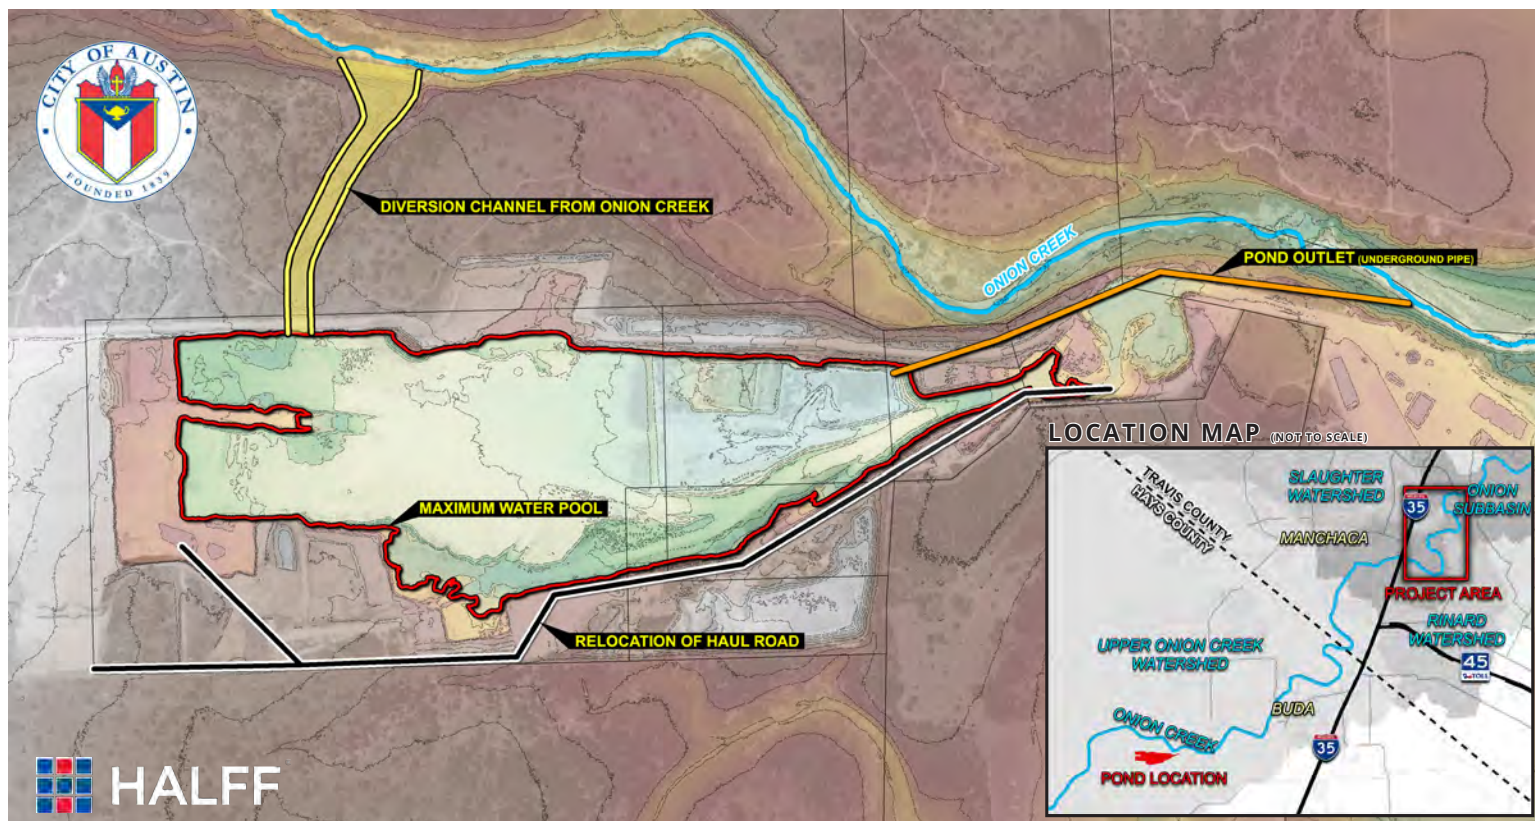 CITY OF AUSTIN
FOUNDED 1839
DIVERSION CHANNEL FROM ONION CREEK
ONION CREEK
POND OUTLET (UNDERGROUND PIPE)
MAXIMUM WATER POOL
RELOCATION OF HAUL ROAD
HALFF
LOCATION MAP (NOT TO SCALE)
TRAVIS COUNTY
HAYS COUNTY
SLAUGHTER
WATERSHED
35
ONION
SUBBASIN
MANCHACA
PROJECT AREA
RINARD
WATERSHED
45
TOLL
UPPER ONION CREEK
WATERSHED
BUDA
ONION CREEK
35
POND LOCATION